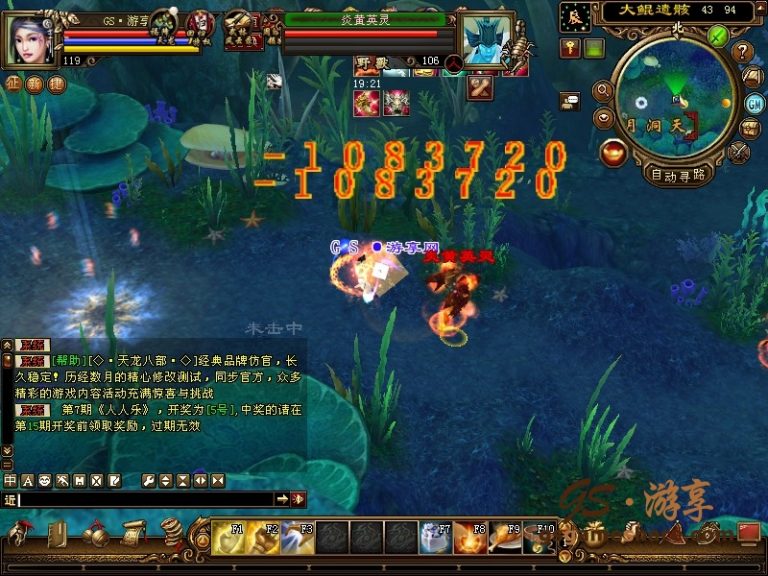 GS·游享
炎黄英灵
大鲲遗骸 43 94
辰
北
119
106
野兽
19:21
GM
月洞天
自动寻路
-1083720
-1083720
GS●游享网
炎黄英灵
未击中
[帮助][◇·天龙八部·◇]经典品牌仿官，长
久稳定！历经数月的精心修改测试，同步官方，众多
精彩的游戏内容活动充满惊喜与挑战
第7期《人人乐》，开奖为[5号],中奖的请在
第15期开奖前领取奖励，过期无效
中 A
近
F1 F2 F3 F7 F8 F9 F10
GS·游享